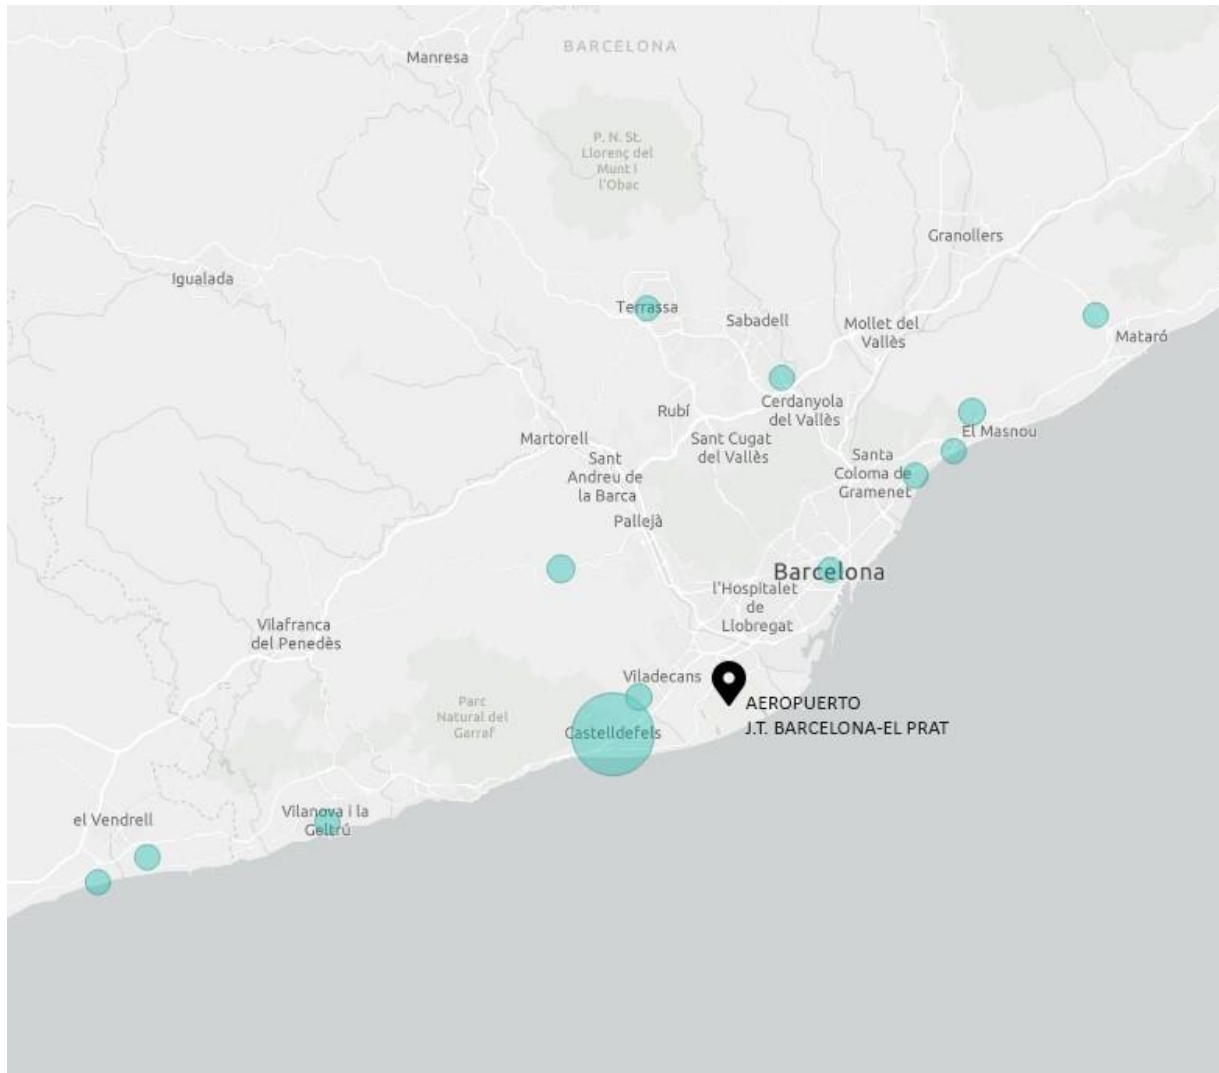 BARCELONA
Manresa
P. N. St.
Llorenç del
Munt i
l'Obac
Granollers
Igualada
Terrassa
Sabadell
Mollet del
Vallès
Mataró
Cerdanyola
del Vallès
Rubí
El Masnou
Martorell
Sant Cugat
del Vallès
Sant
Andreu de
la Barca
Santa
Coloma de
Gramenet
Pallejà
Barcelona
l'Hospitalet
de
Llobregat
Vilafranca
del Penedès
Viladecans
Parc
Natural del
Garraf
AEROPUERTO
J.T. BARCELONA-EL PRAT
Castelldefels
el Vendrell
Vilanova i la
Geltrú